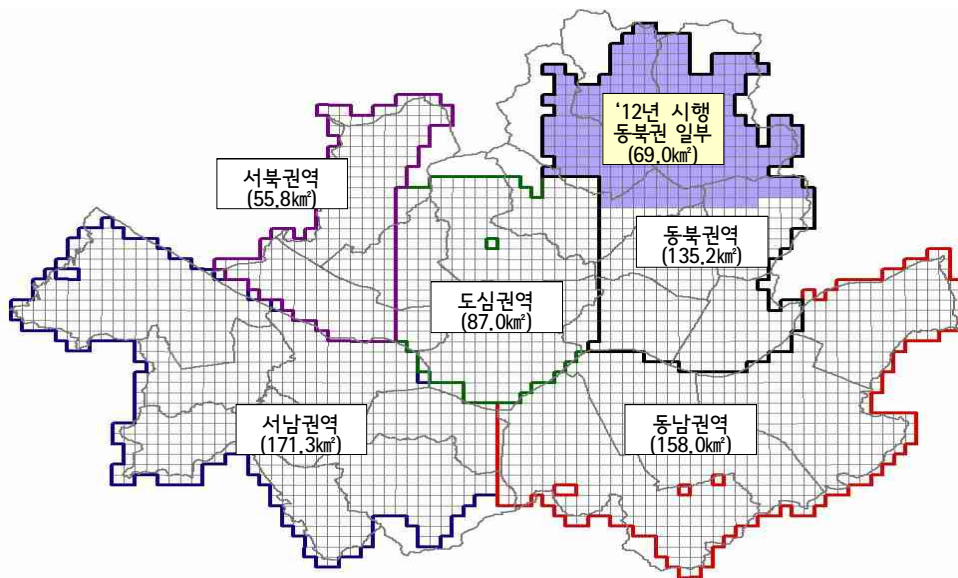 ‘12년 시행
동북권 일부
(69.0㎢)
서북권역
(55.8㎢)
동북권역
(135.2㎢)
도심권역
(87.0㎢)
서남권역
(171.3㎢)
동남권역
(158.0㎢)